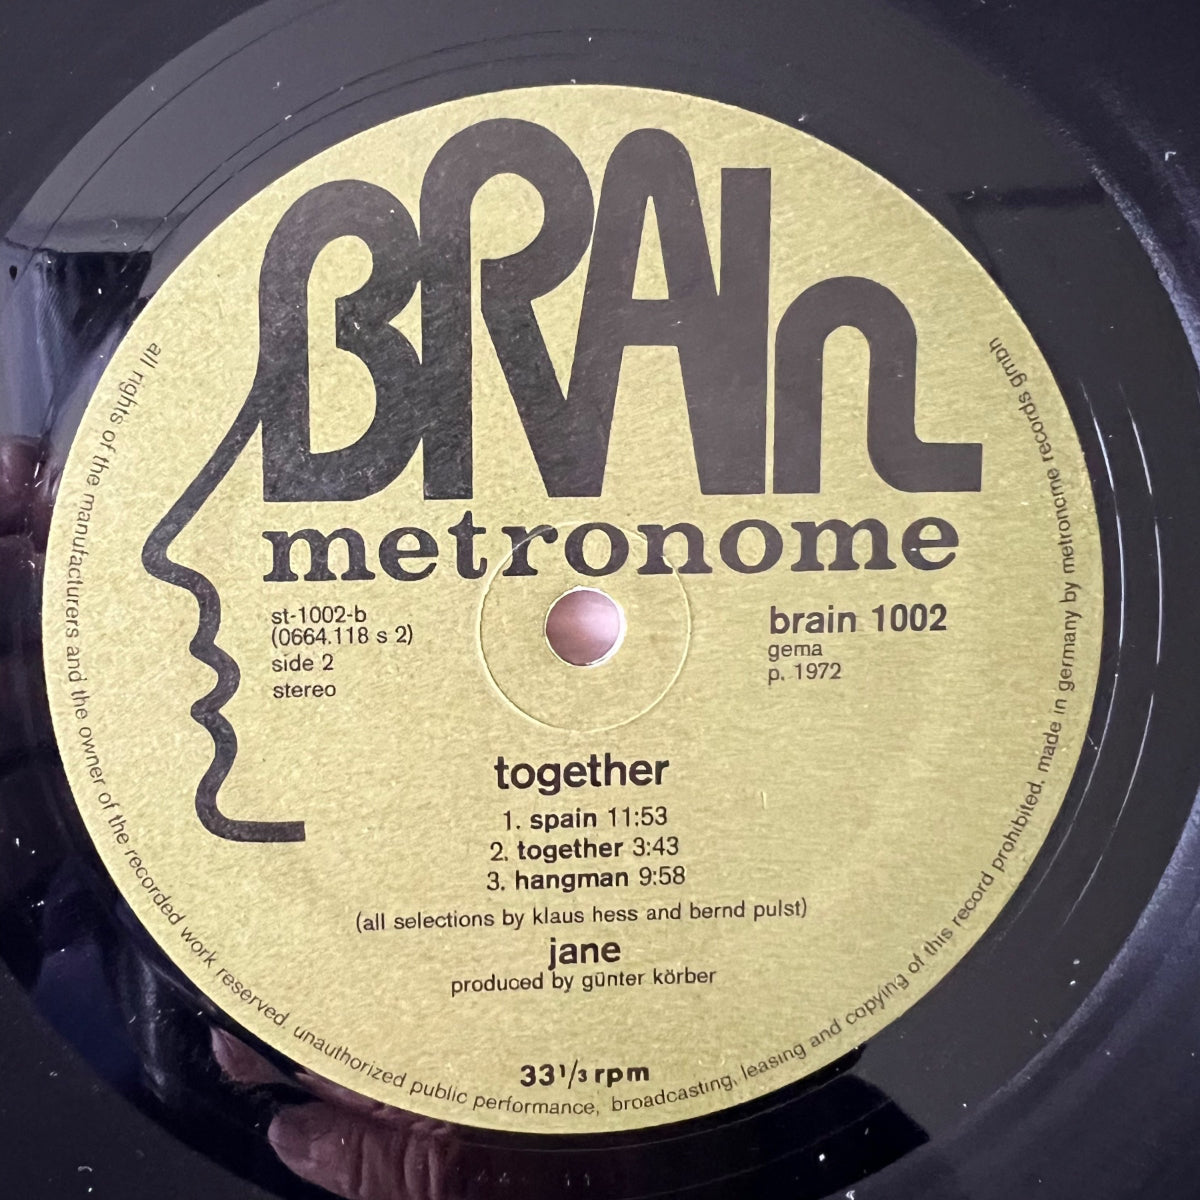 BRAIn
metronome
st-1002-b
(0664.118 s 2)
side 2
stereo
brain 1002
gema
p. 1972
together
1. spain 11:53
2. together 3:43
3. hangman 9:58
(all selections by klaus hess and bernd pulst)
jane
produced by günter körber
33 1/3 rpm
all rights of the manufacturers and the owner of the recorded work reserved. unauthorized public performance, broadcasting, leasing and copying of this record prohibited. made in germany by metronome records gmbh